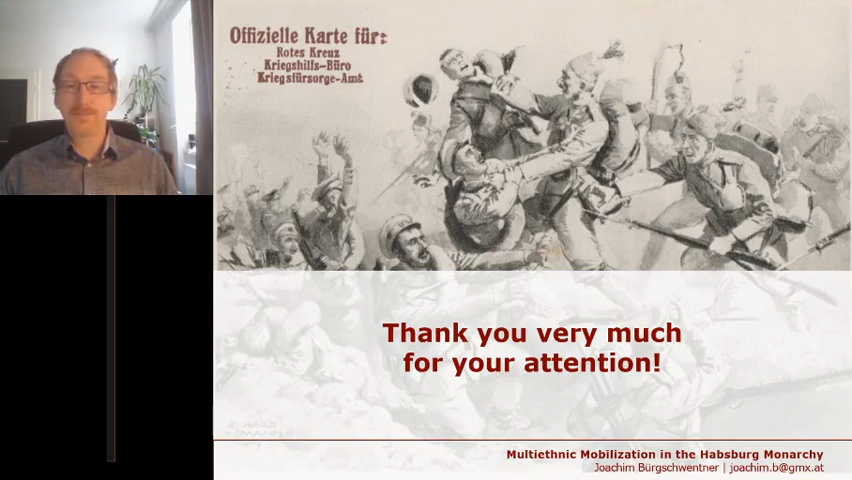 Offizielle Karte für:
Rotes Kreuz
Kriegshilfs-Büro
Kriegsfürsorge-Amt
Thank you very much
for your attention!
Multiethnic Mobilization in the Habsburg Monarchy
Joachim Bürgschwentner | joachim.b@gmx.at